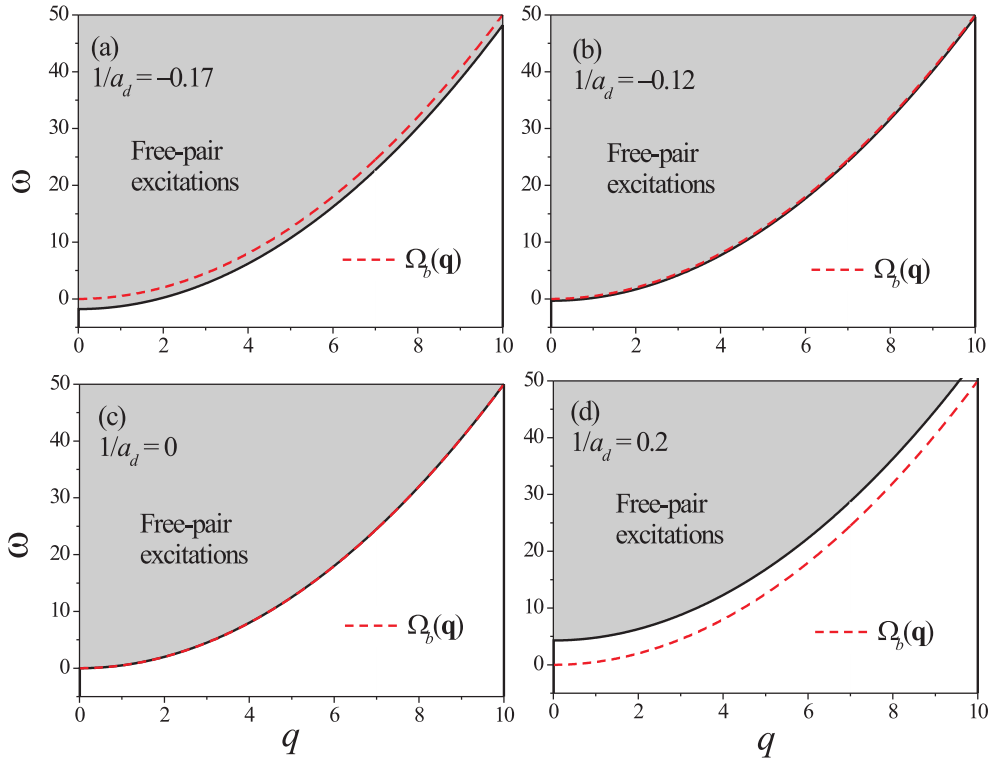 (a)
1/a_d = –0.17
Free-pair
excitations
Ω_b(q)
ω
50
40
30
20
10
0
0 2 4 6 8 10
(b)
1/a_d = –0.12
Free-pair
excitations
Ω_b(q)
50
40
30
20
10
0
0 2 4 6 8 10
(c)
1/a_d = 0
Free-pair
excitations
Ω_b(q)
ω
50
40
30
20
10
0
0 2 4 6 8 10
q
(d)
1/a_d = 0.2
Free-pair
excitations
Ω_b(q)
50
40
30
20
10
0
0 2 4 6 8 10
q